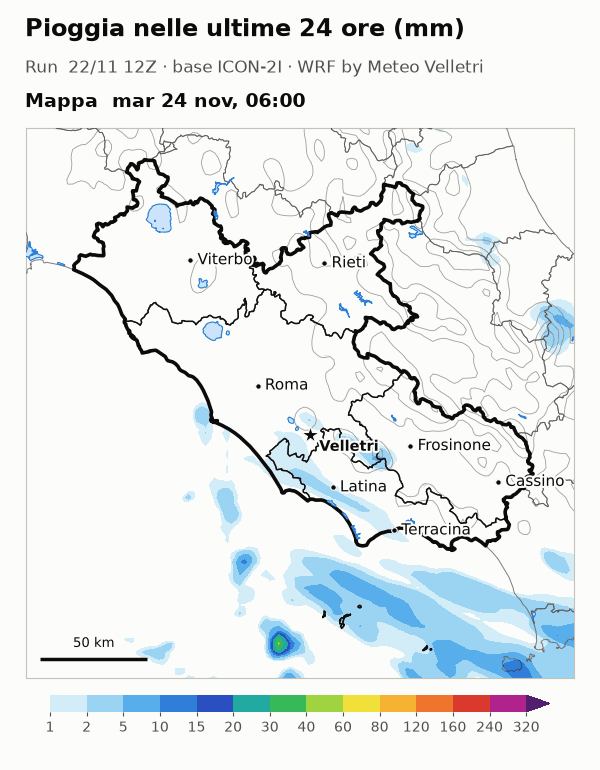 Pioggia nelle ultime 24 ore (mm)
Run 22/11 12Z · base ICON-2I · WRF by Meteo Velletri
Mappa mar 24 nov, 06:00
Viterbo
Rieti
Roma
Velletri
Frosinone
Latina
Cassino
Terracina
50 km
1 2 5 10 15 20 30 40 60 80 120 160 240 320